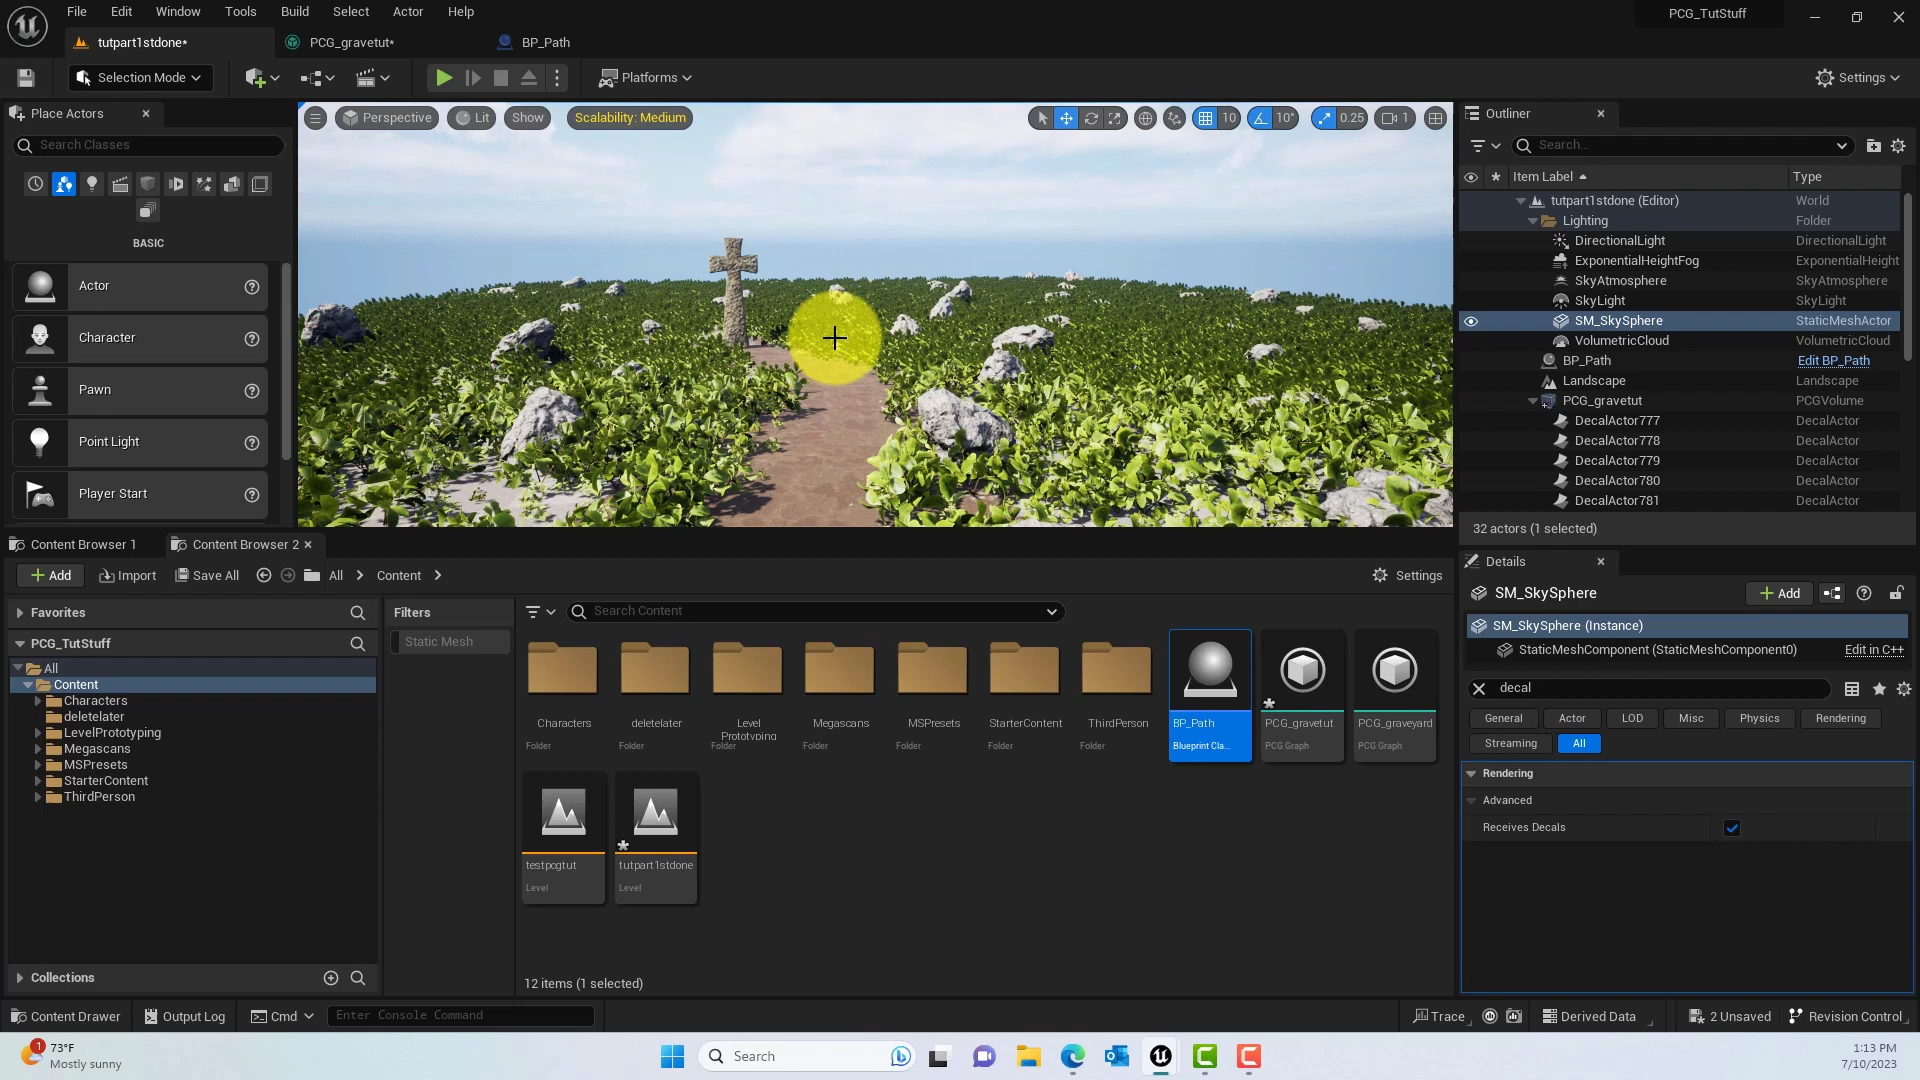 File Edit Window Tools Build Select Actor Help
PCG_TutStuff
tutpart1stdone* PCG_gravetut* BP_Path
Selection Mode Platforms Settings
Place Actors
Search Classes
BASIC
Actor
Character
Pawn
Point Light
Player Start
Perspective Lit Show Scalability: Medium 10 10° 0.25 1
Outliner
Search...
Item Label Type
tutpart1stdone (Editor) World
Lighting Folder
DirectionalLight DirectionalLight
ExponentialHeightFog ExponentialHeight
SkyAtmosphere SkyAtmosphere
SkyLight SkyLight
SM_SkySphere StaticMeshActor
VolumetricCloud VolumetricCloud
BP_Path Edit BP_Path
Landscape Landscape
PCG_gravetut PCGVolume
DecalActor777 DecalActor
DecalActor778 DecalActor
DecalActor779 DecalActor
DecalActor780 DecalActor
DecalActor781 DecalActor
32 actors (1 selected)
Content Browser 1 Content Browser 2
Add Import Save All All Content Settings
Favorites
PCG_TutStuff
All
Content
Characters
deletelater
LevelPrototyping
Megascans
MSPresets
StarterContent
ThirdPerson
Collections
Filters
Static Mesh
Search Content
Characters
Folder
deletelater
Folder
Level
Prototyping
Folder
Megascans
Folder
MSPresets
Folder
StarterContent
Folder
ThirdPerson
Folder
BP_Path
Blueprint Cla...
PCG_gravetut
PCG Graph
PCG_graveyard
PCG Graph
testpcgtut
Level
tutpart1stdone
Level
12 items (1 selected)
Details
SM_SkySphere Add
SM_SkySphere (Instance)
StaticMeshComponent (StaticMeshComponent0) Edit in C++
decal
General Actor LOD Misc Physics Rendering
Streaming All
Rendering
Advanced
Receives Decals
Content Drawer Output Log Cmd Enter Console Command Trace Derived Data 2 Unsaved Revision Control
1
73°F
Mostly sunny
Search
1:13 PM
7/10/2023